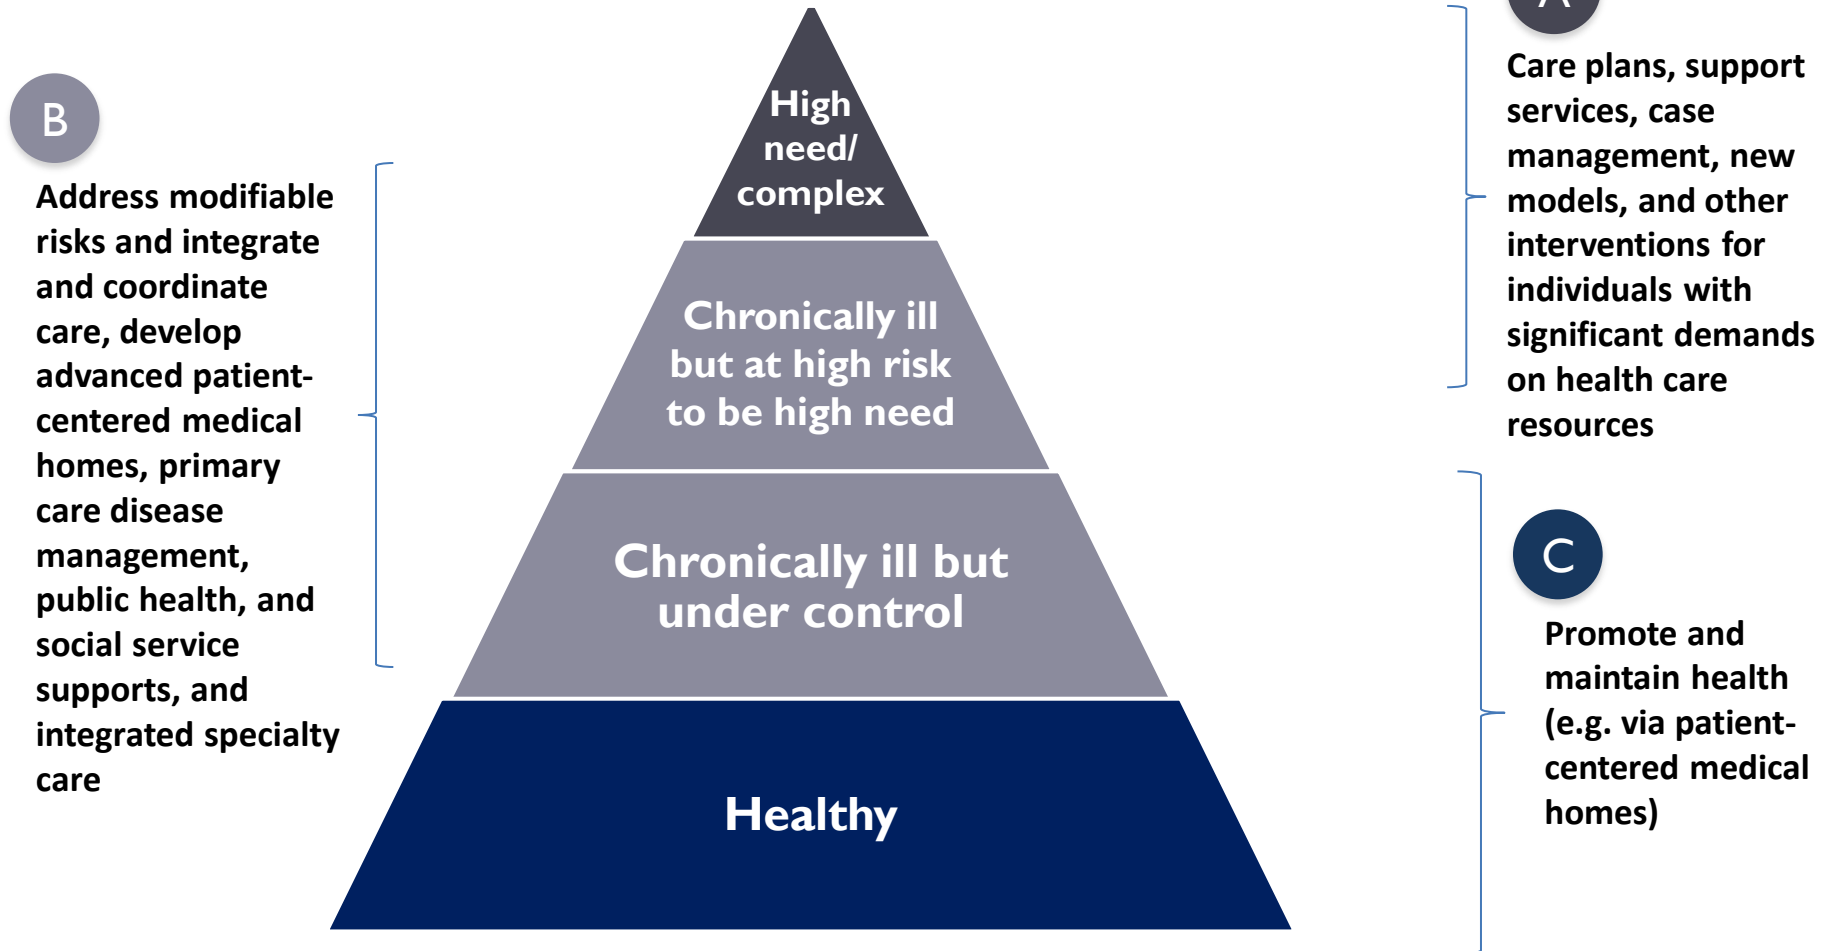 B
Address modifiable
risks and integrate
and coordinate
care, develop
advanced patient-
centered medical
homes, primary
care disease
management,
public health, and
social service
supports, and
integrated specialty
care
High
need/
complex
Chronically ill
but at high risk
to be high need
Chronically ill but
under control
Healthy
A
Care plans, support
services, case
management, new
models, and other
interventions for
individuals with
significant demands
on health care
resources
C
Promote and
maintain health
(e.g. via patient-
centered medical
homes)